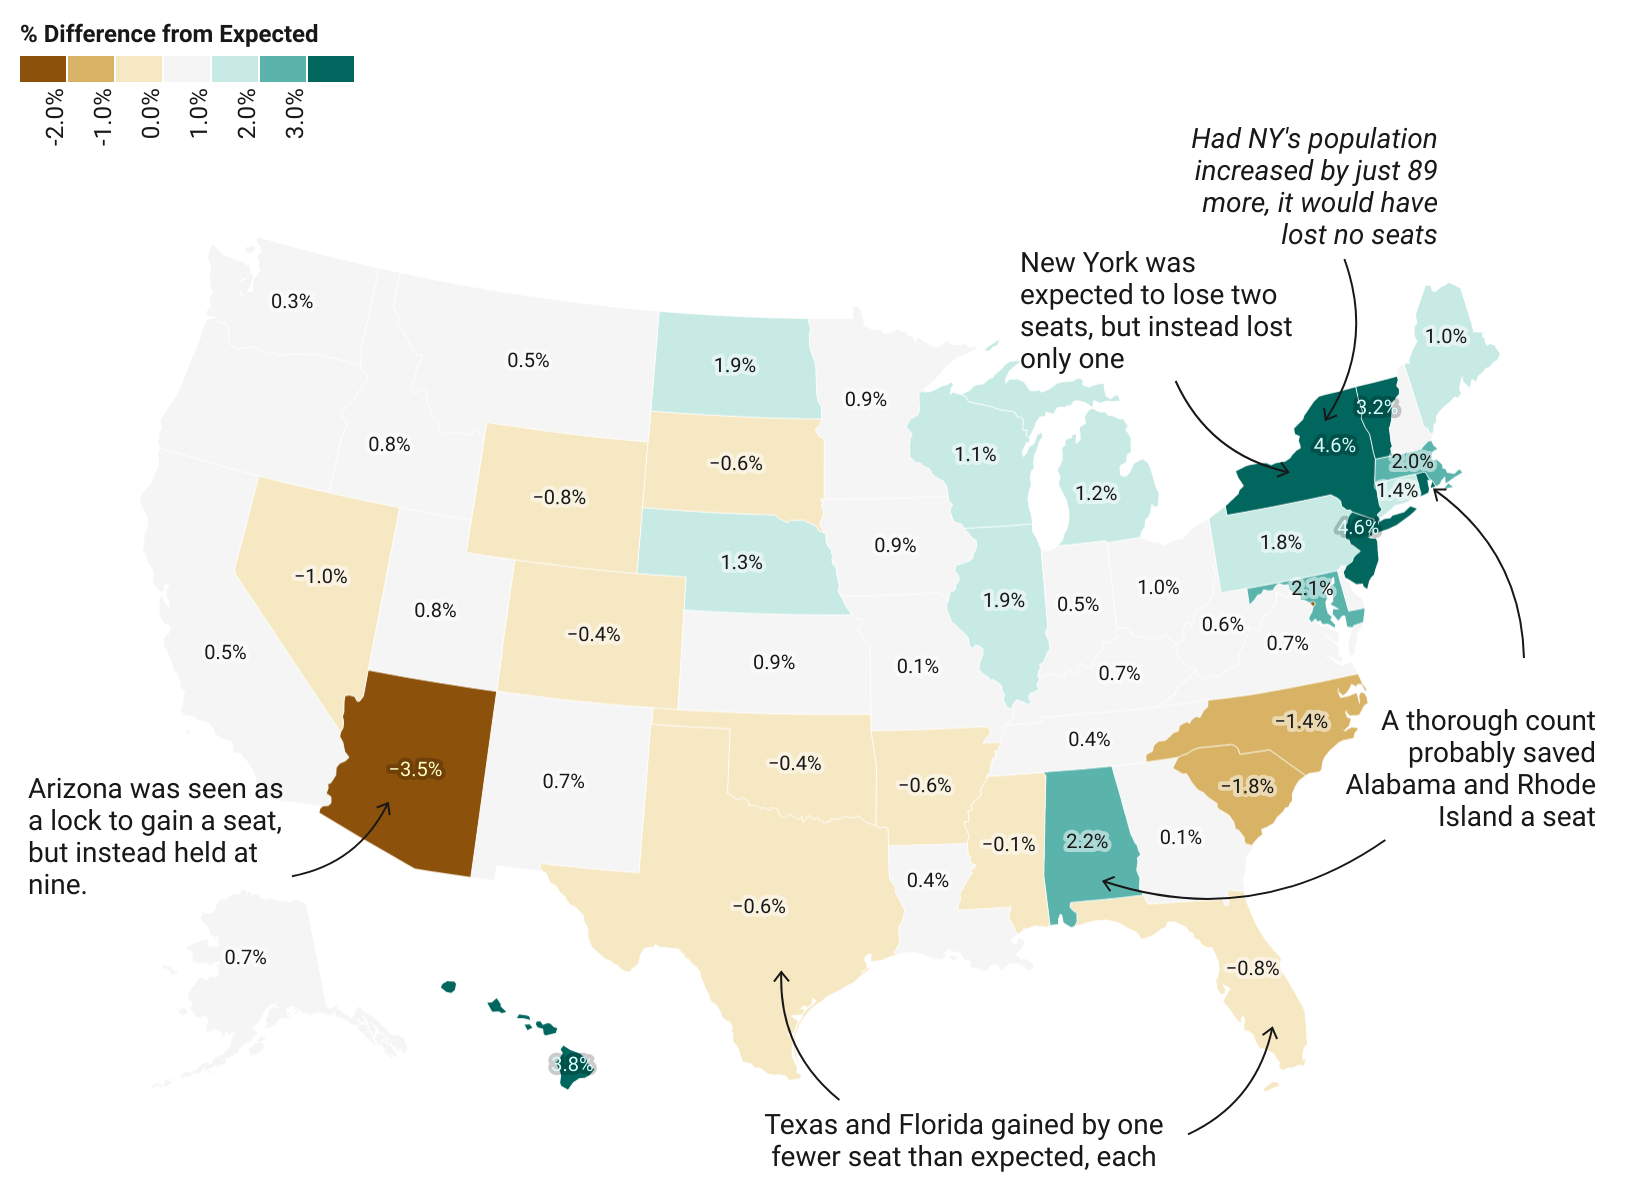 % Difference from Expected
-2.0%
-1.0%
0.0%
1.0%
2.0%
3.0%
Had NY's population
increased by just 89
more, it would have
lost no seats
New York was
expected to lose two
seats, but instead lost
only one
0.3%
0.5%
1.9%
0.9%
1.0%
3.2%
0.8%
−0.6%
1.1%
4.6%
2.0%
−0.8%
1.2%
1.4%
4.6%
−1.0%
1.3%
0.9%
1.8%
0.8%
1.9%
0.5%
1.0%
2.1%
0.5%
−0.4%
0.9%
0.1%
0.7%
0.6%
0.7%
−3.5%
0.7%
−0.4%
−0.6%
0.4%
−1.4%
−1.8%
A thorough count
probably saved
Alabama and Rhode
Island a seat
Arizona was seen as
a lock to gain a seat,
but instead held at
nine.
−0.6%
0.4%
−0.1%
2.2%
0.1%
−0.8%
0.7%
3.8%
Texas and Florida gained by one
fewer seat than expected, each